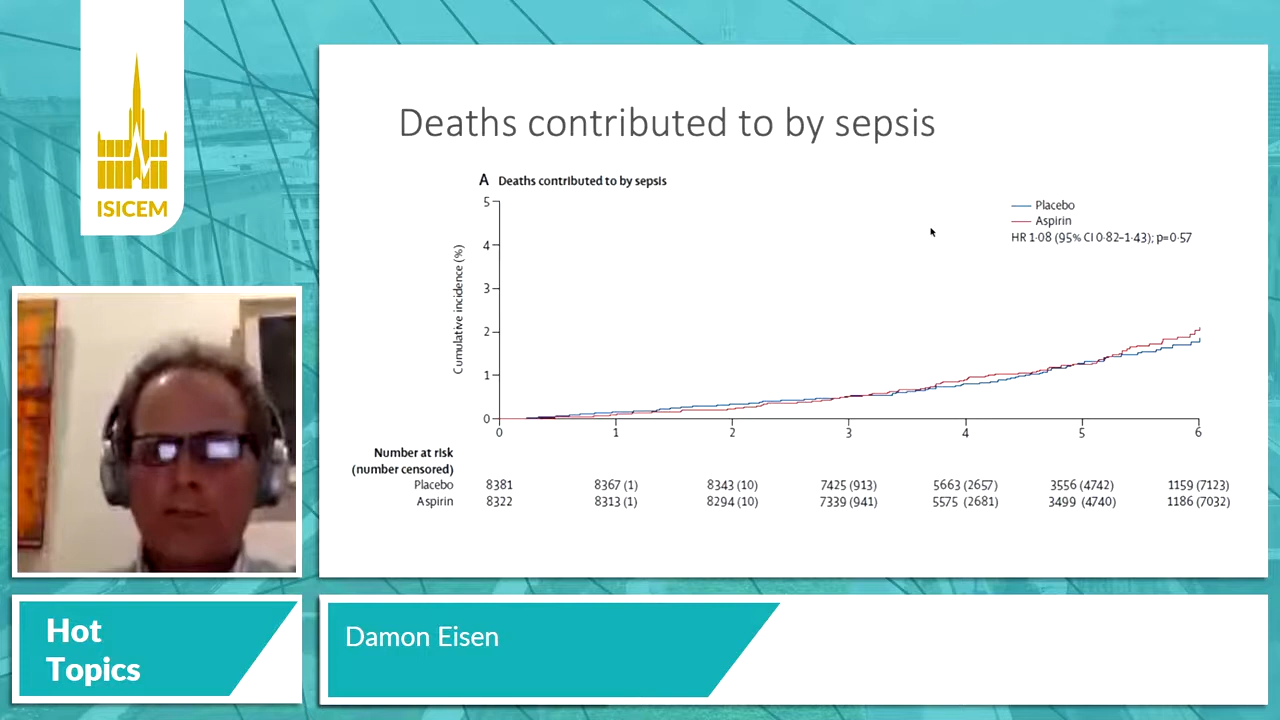 ISICEM
Deaths contributed to by sepsis
A Deaths contributed to by sepsis
Placebo
Aspirin
HR 1·08 (95% CI 0·82–1·43); p=0·57
Cumulative incidence (%)
5
4
3
2
1
0
0 1 2 3 4 5 6
Number at risk
(number censored)
Placebo 8381 8367 (1) 8343 (10) 7425 (913) 5663 (2657) 3556 (4742) 1159 (7123)
Aspirin 8322 8313 (1) 8294 (10) 7339 (941) 5575 (2681) 3499 (4740) 1186 (7032)
Hot
Topics
Damon Eisen